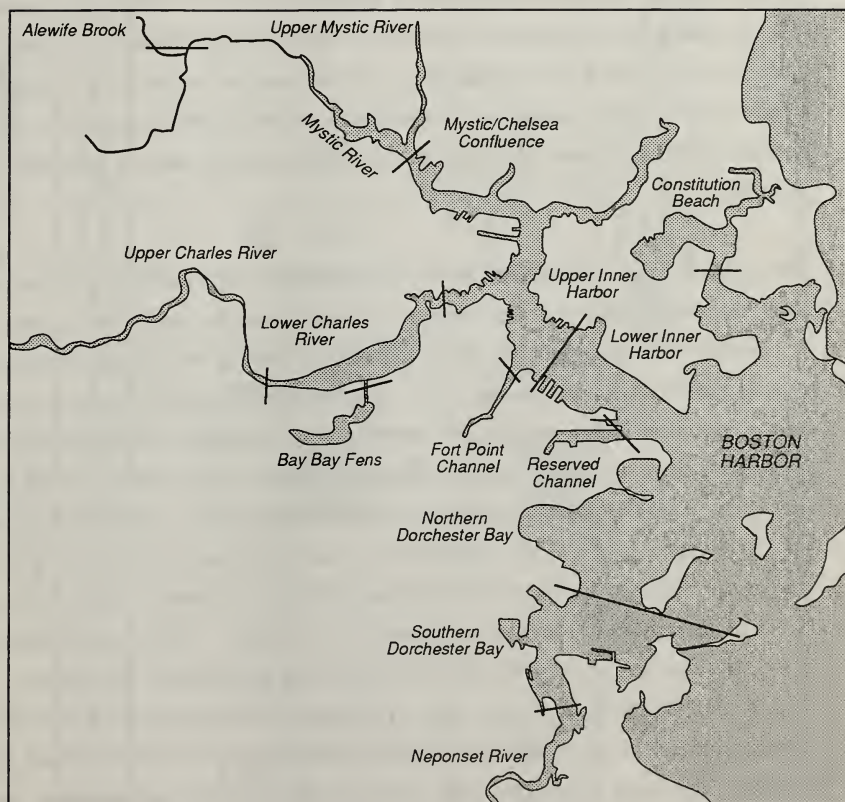 Alewife Brook
Upper Mystic River
Mystic River
Mystic/Chelsea
Confluence
Constitution
Beach
Upper Charles River
Upper Inner
Harbor
Lower Charles
River
Lower Inner
Harbor
Bay Bay Fens
Fort Point
Channel
Reserved
Channel
BOSTON
HARBOR
Northern
Dorchester Bay
Southern
Dorchester Bay
Neponset River